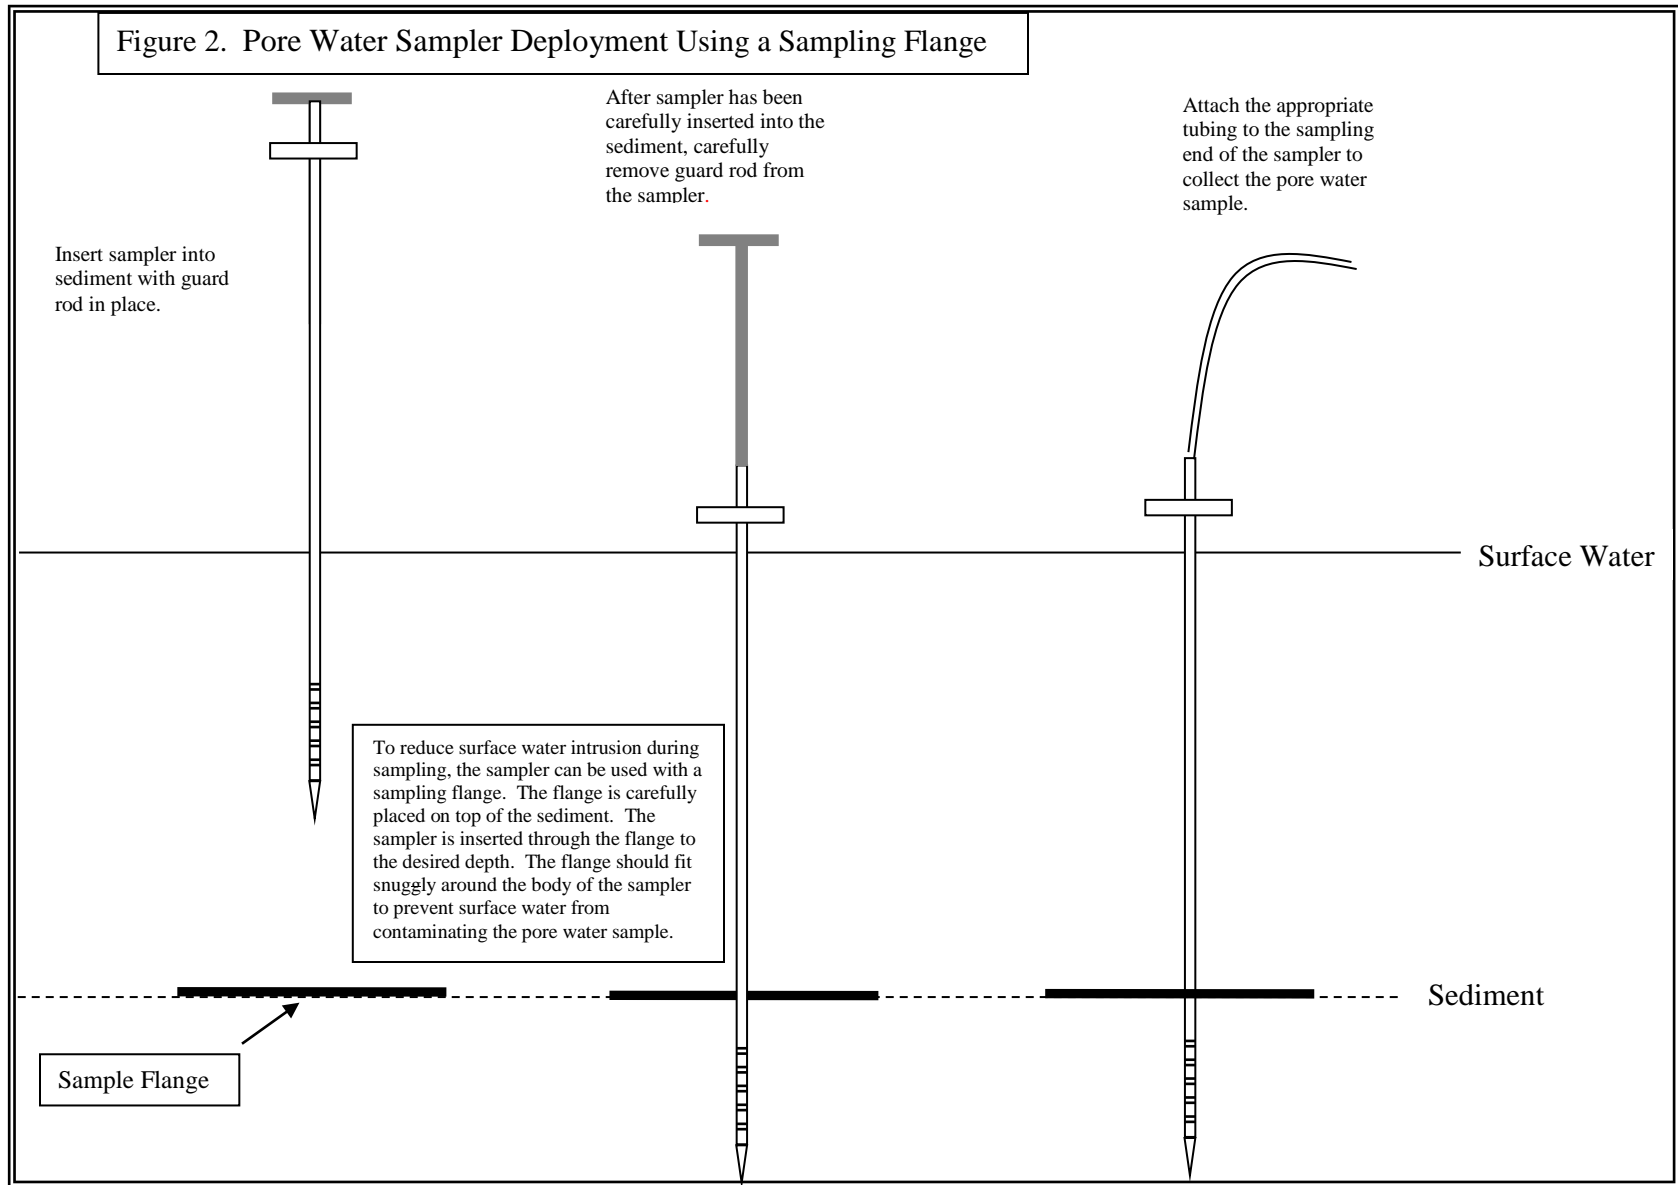 Figure 2.  Pore Water Sampler Deployment Using a Sampling Flange
Insert sampler into
sediment with guard
rod in place.
After sampler has been
carefully inserted into the
sediment, carefully
remove guard rod from
the sampler.
Attach the appropriate
tubing to the sampling
end of the sampler to
collect the pore water
sample.
Surface Water
To reduce surface water intrusion during
sampling, the sampler can be used with a
sampling flange.  The flange is carefully
placed on top of the sediment.  The
sampler is inserted through the flange to
the desired depth.  The flange should fit
snuggly around the body of the sampler
to prevent surface water from
contaminating the pore water sample.
Sediment
Sample Flange